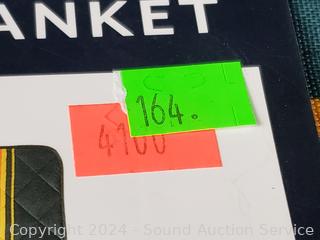 ANKET
164.
4100
Copyright 2024 - Sound Auction Service